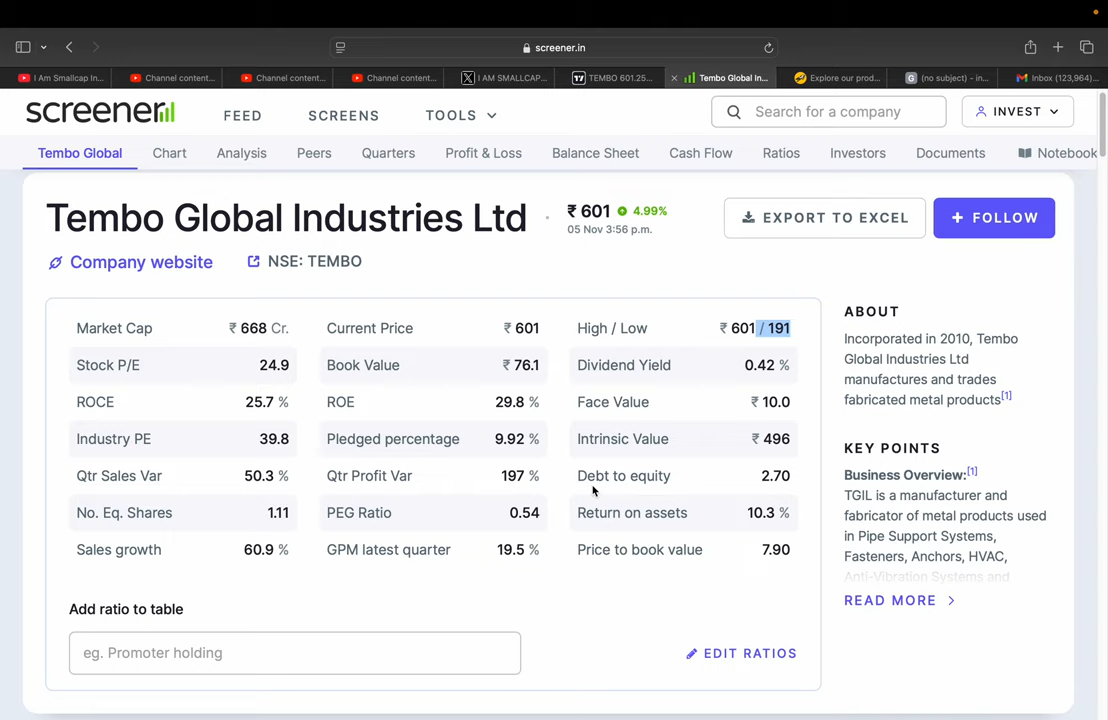 screener.in
I Am Smallcap In...
Channel content...
Channel content...
Channel content...
I AM SMALLCAP...
TEMBO 601.25...
Tembo Global In...
Explore our prod...
(no subject) - in...
Inbox (123,964)...
screener
FEED
SCREENS
TOOLS
Search for a company
INVEST
Tembo Global
Chart
Analysis
Peers
Quarters
Profit & Loss
Balance Sheet
Cash Flow
Ratios
Investors
Documents
Notebook
Tembo Global Industries Ltd
₹ 601 4.99%
05 Nov 3:56 p.m.
EXPORT TO EXCEL
+ FOLLOW
Company website
NSE: TEMBO
Market Cap ₹ 668 Cr.
Current Price ₹ 601
High / Low ₹ 601 / 191
Stock P/E 24.9
Book Value ₹ 76.1
Dividend Yield 0.42 %
ROCE 25.7 %
ROE 29.8 %
Face Value ₹ 10.0
Industry PE 39.8
Pledged percentage 9.92 %
Intrinsic Value ₹ 496
Qtr Sales Var 50.3 %
Qtr Profit Var 197 %
Debt to equity 2.70
No. Eq. Shares 1.11
PEG Ratio 0.54
Return on assets 10.3 %
Sales growth 60.9 %
GPM latest quarter 19.5 %
Price to book value 7.90
Add ratio to table
eg. Promoter holding
EDIT RATIOS
ABOUT
Incorporated in 2010, Tembo
Global Industries Ltd
manufactures and trades
fabricated metal products[1]
KEY POINTS
Business Overview:[1]
TGIL is a manufacturer and
fabricator of metal products used
in Pipe Support Systems,
Fasteners, Anchors, HVAC,
Anti-Vibration Systems and
READ MORE